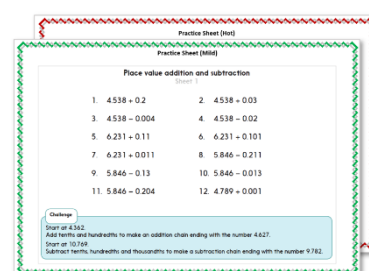 Practice Sheet (Hot)
Practice Sheet (Mild)
Place value addition and subtraction
Sheet 1
1. 4.538 + 0.2 2. 4.538 + 0.03
3. 4.538 – 0.004 4. 4.538 – 0.02
5. 6.231 + 0.11 6. 6.231 + 0.101
7. 6.231 + 0.011 8. 5.846 – 0.211
9. 5.846 – 0.13 10. 5.846 – 0.013
11. 5.846 – 0.204 12. 4.789 + 0.001
Challenge
Start at 4.362.
Add tenths and hundredths to make an addition chain ending with the number 4.627.
Start at 10.769.
Subtract tenths, hundredths and thousandths to make a subtraction chain ending with the number 9.782.